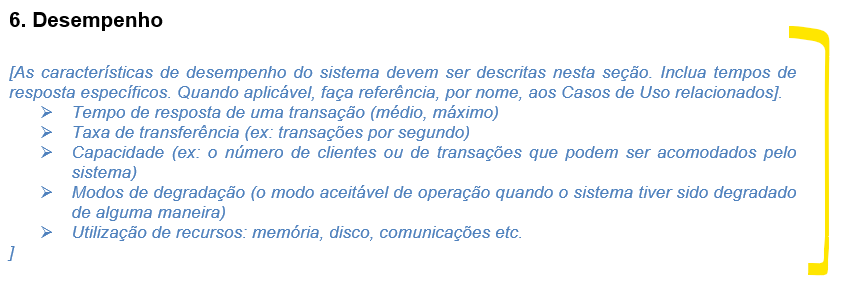 6. Desempenho
[As características de desempenho do sistema devem ser descritas nesta seção. Inclua tempos de
resposta específicos. Quando aplicável, faça referência, por nome, aos Casos de Uso relacionados].
➢ Tempo de resposta de uma transação (médio, máximo)
➢ Taxa de transferência (ex: transações por segundo)
➢ Capacidade (ex: o número de clientes ou de transações que podem ser acomodados pelo
sistema)
➢ Modos de degradação (o modo aceitável de operação quando o sistema tiver sido degradado
de alguma maneira)
➢ Utilização de recursos: memória, disco, comunicações etc.
]